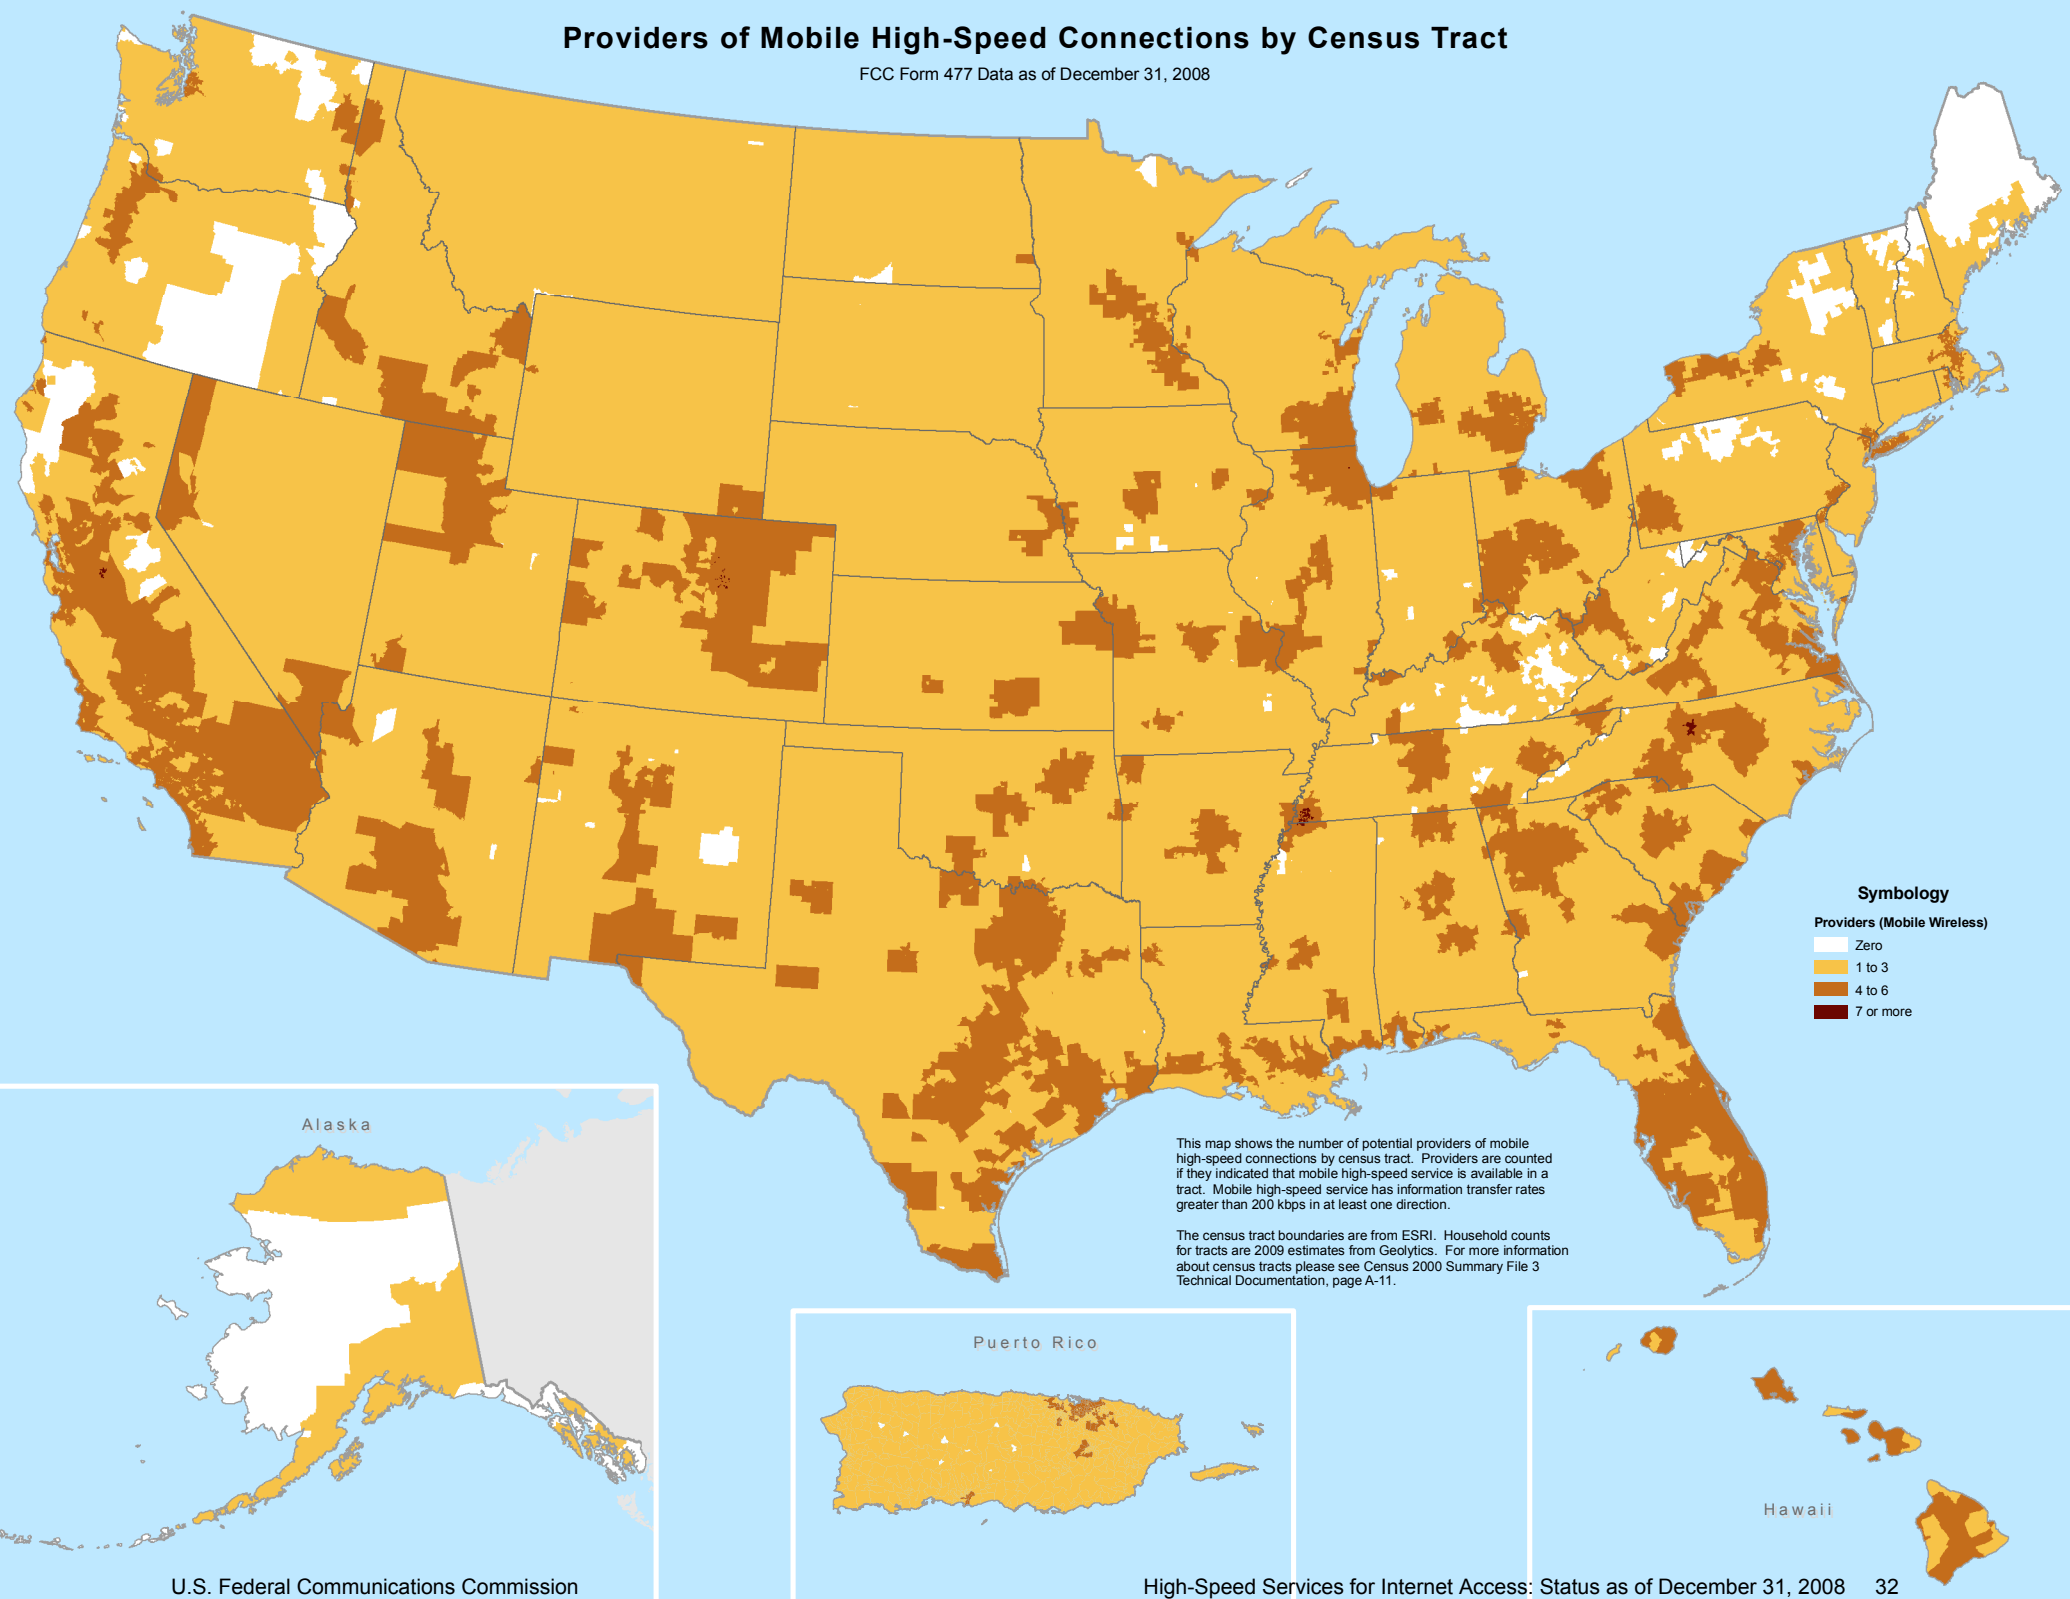 Providers of Mobile High-Speed Connections by Census Tract
FCC Form 477 Data as of December 31, 2008
Symbology
Providers (Mobile Wireless)
Zero
1 to 3
4 to 6
7 or more
Alaska
This map shows the number of potential providers of mobile
high-speed connections by census tract. Providers are counted
if they indicated that mobile high-speed service is available in a
tract. Mobile high-speed service has information transfer rates
greater than 200 kbps in at least one direction.
The census tract boundaries are from ESRI. Household counts
for tracts are 2009 estimates from Geolytics. For more information
about census tracts please see Census 2000 Summary File 3
Technical Documentation, page A-11.
Puerto Rico
Hawaii
U.S. Federal Communications Commission
High-Speed Services for Internet Access: Status as of December 31, 2008 32